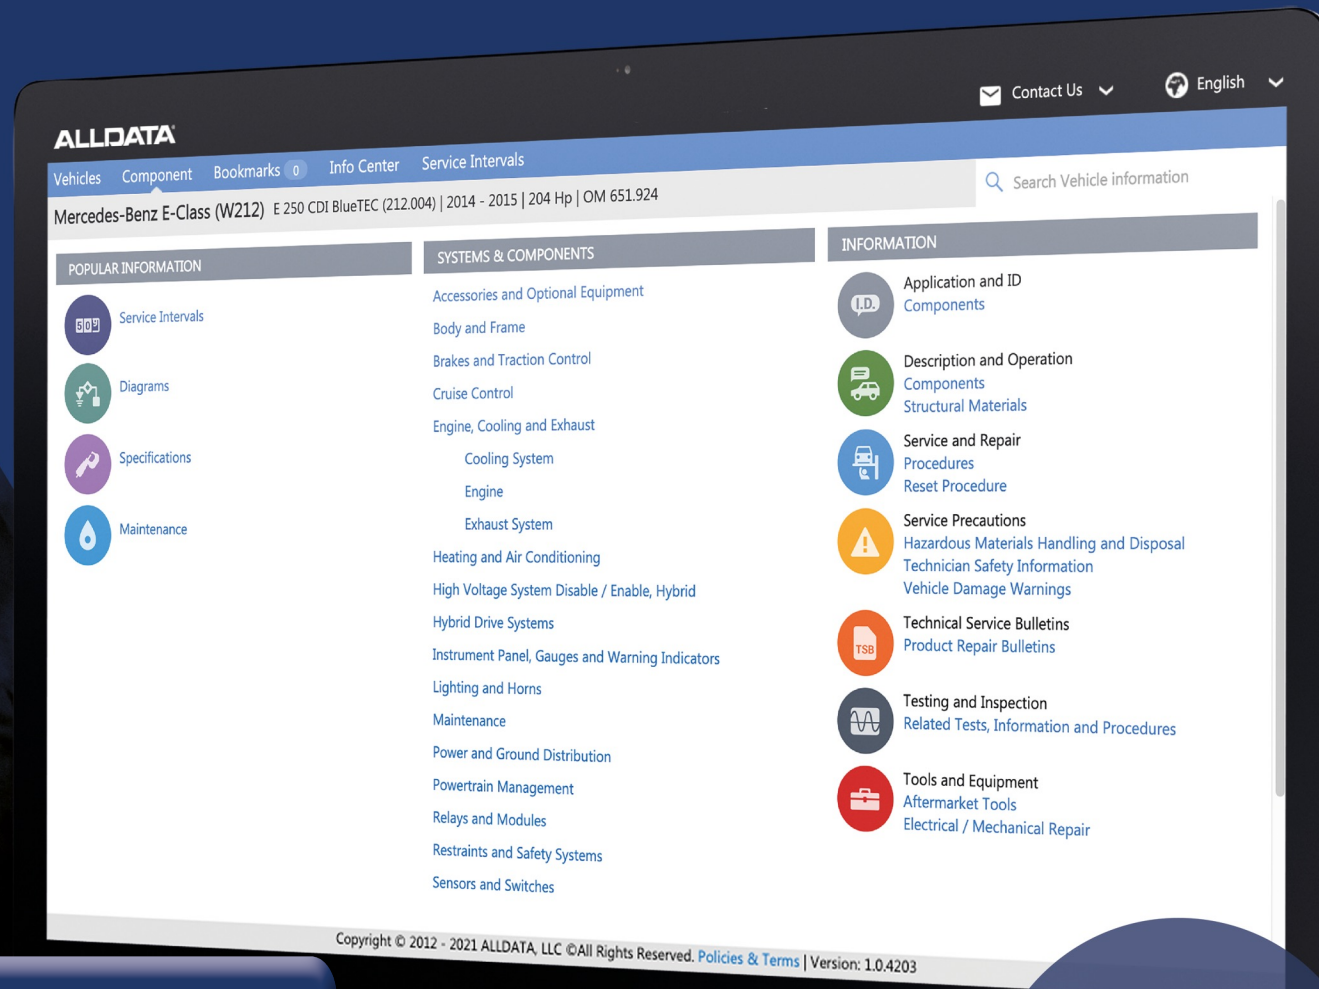 Contact Us
English
ALLDATA
Vehicles Component Bookmarks 0 Info Center Service Intervals
Mercedes-Benz E-Class (W212) E 250 CDI BlueTEC (212.004) | 2014 - 2015 | 204 Hp | OM 651.924
Search Vehicle information
POPULAR INFORMATION
Service Intervals
Diagrams
Specifications
Maintenance
SYSTEMS & COMPONENTS
Accessories and Optional Equipment
Body and Frame
Brakes and Traction Control
Cruise Control
Engine, Cooling and Exhaust
Cooling System
Engine
Exhaust System
Heating and Air Conditioning
High Voltage System Disable / Enable, Hybrid
Hybrid Drive Systems
Instrument Panel, Gauges and Warning Indicators
Lighting and Horns
Maintenance
Power and Ground Distribution
Powertrain Management
Relays and Modules
Restraints and Safety Systems
Sensors and Switches
INFORMATION
I.D.
Application and ID
Components
Description and Operation
Components
Structural Materials
Service and Repair
Procedures
Reset Procedure
Service Precautions
Hazardous Materials Handling and Disposal
Technician Safety Information
Vehicle Damage Warnings
TSB
Technical Service Bulletins
Product Repair Bulletins
Testing and Inspection
Related Tests, Information and Procedures
Tools and Equipment
Aftermarket Tools
Electrical / Mechanical Repair
Copyright © 2012 - 2021 ALLDATA, LLC ©All Rights Reserved. Policies & Terms | Version: 1.0.4203